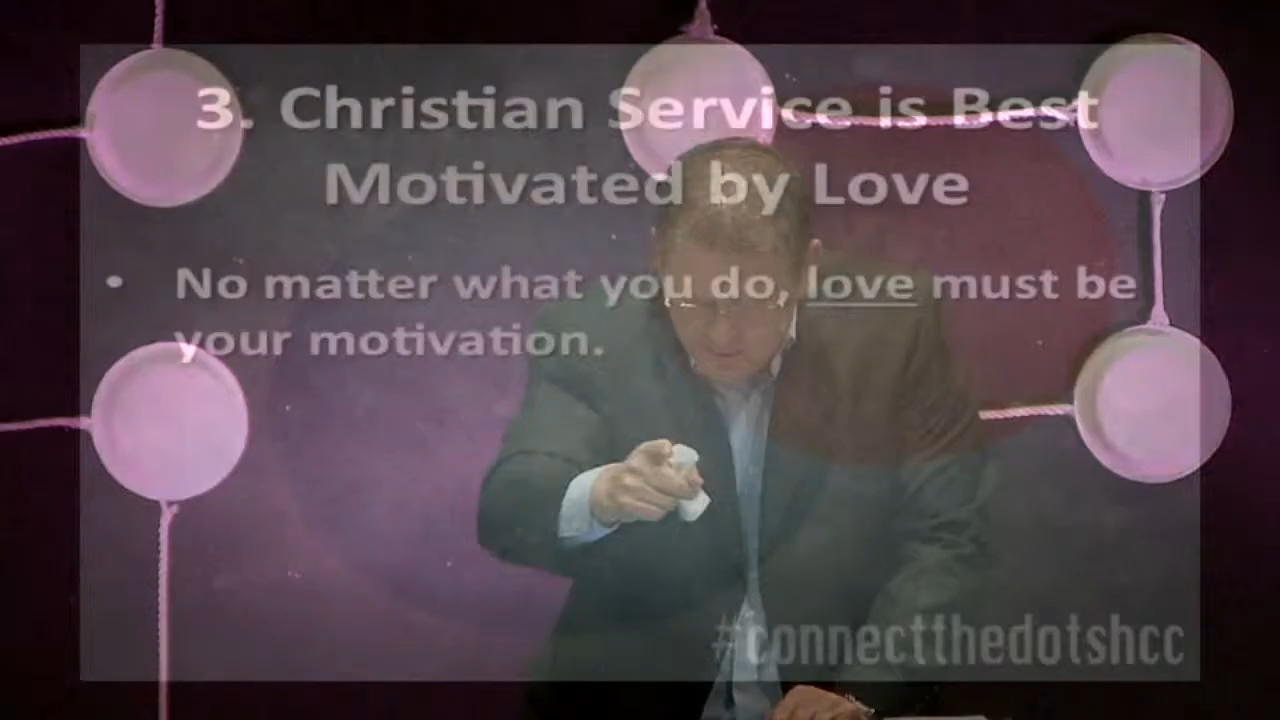 3. Christian Service is Best
Motivated by Love
• No matter what you do, love must be
your motivation.
#connectthedotshcc